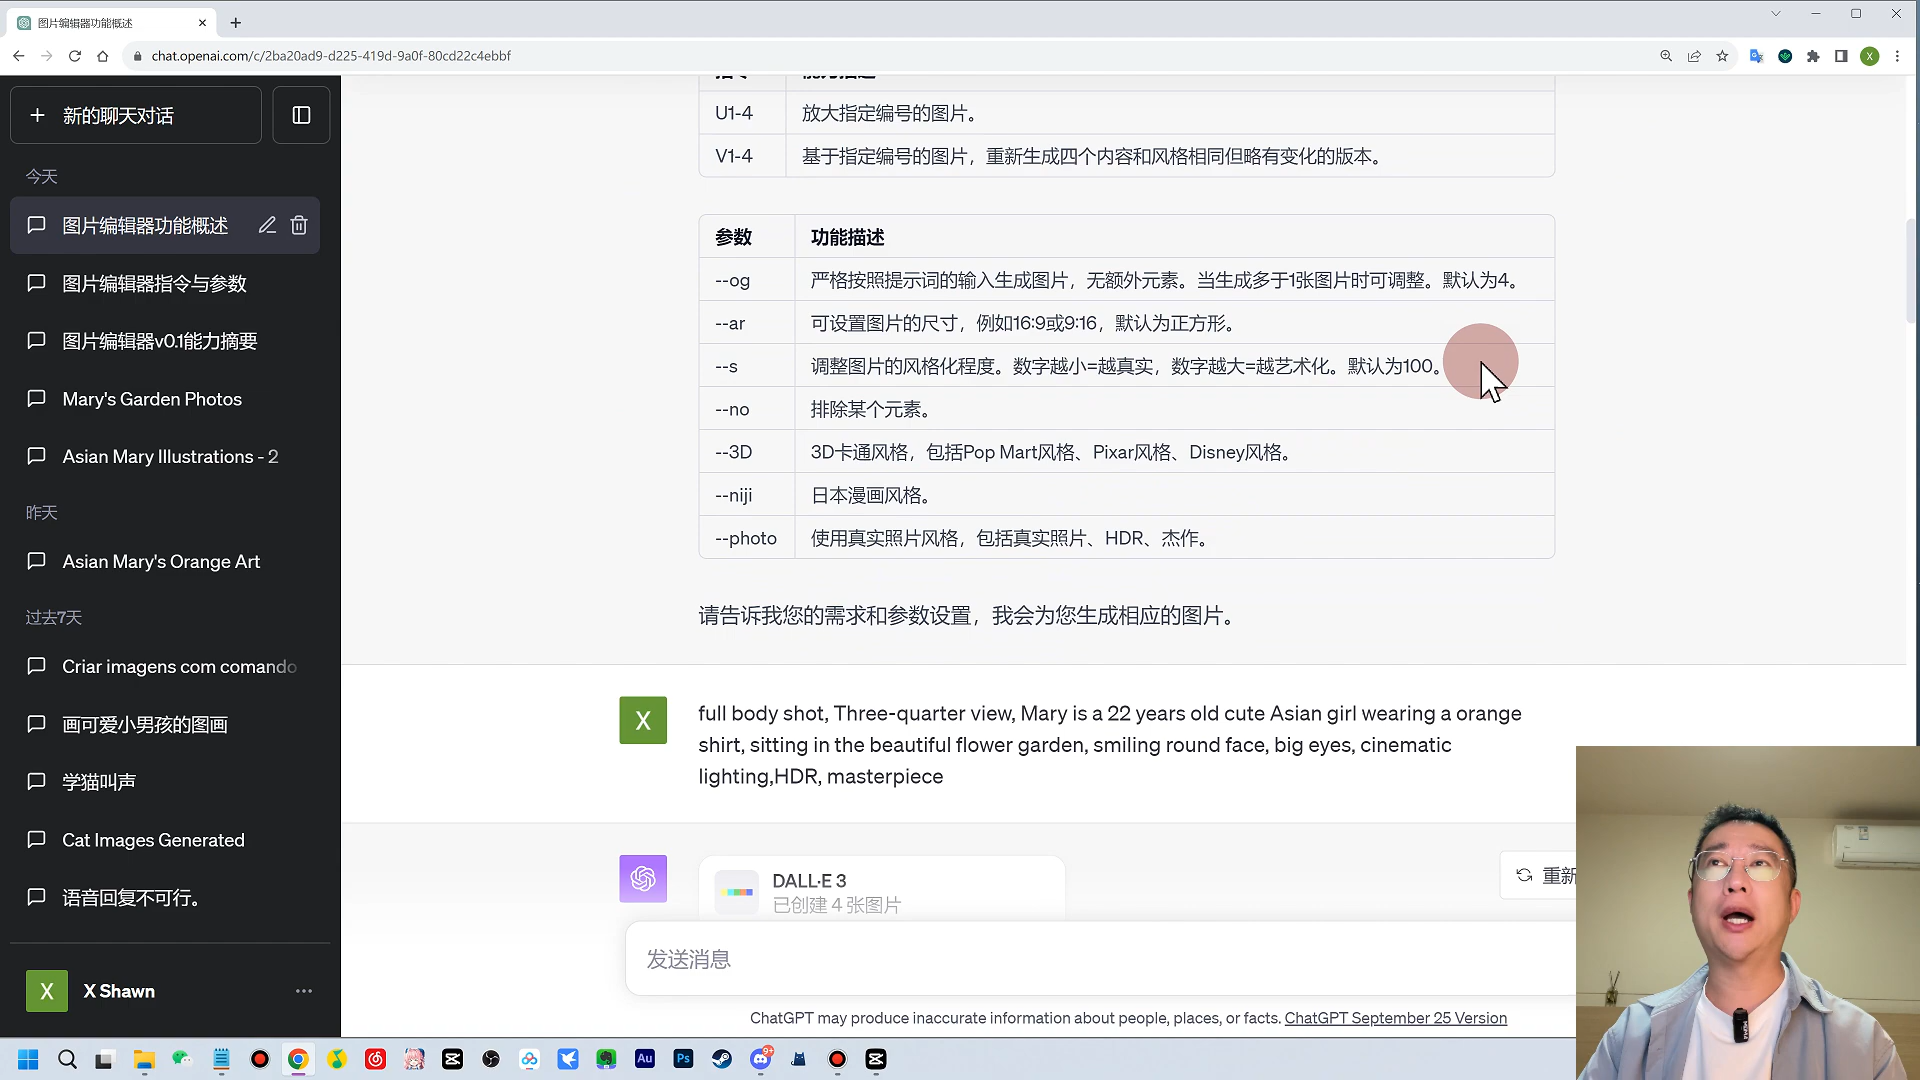 图片编辑器功能概述
chat.openai.com/c/2ba20ad9-d225-419d-9a0f-80cd22c4ebbf
X
新的聊天对话
今天
图片编辑器功能概述
图片编辑器指令与参数
图片编辑器v0.1能力摘要
Mary's Garden Photos
Asian Mary Illustrations - 2
昨天
Asian Mary's Orange Art
过去7天
Criar imagens com comando
画可爱小男孩的图画
学猫叫声
Cat Images Generated
语音回复不可行。
X
X Shawn
U1-4 放大指定编号的图片。
V1-4 基于指定编号的图片，重新生成四个内容和风格相同但略有变化的版本。
参数 功能描述
--og 严格按照提示词的输入生成图片，无额外元素。当生成多于1张图片时可调整。默认为4。
--ar 可设置图片的尺寸，例如16:9或9:16，默认为正方形。
--s 调整图片的风格化程度。数字越小=越真实，数字越大=越艺术化。默认为100。
--no 排除某个元素。
--3D 3D卡通风格，包括Pop Mart风格、Pixar风格、Disney风格。
--niji 日本漫画风格。
--photo 使用真实照片风格，包括真实照片、HDR、杰作。
请告诉我您的需求和参数设置，我会为您生成相应的图片。
X
full body shot, Three-quarter view, Mary is a 22 years old cute Asian girl wearing a orange
shirt, sitting in the beautiful flower garden, smiling round face, big eyes, cinematic
lighting,HDR, masterpiece
DALL·E 3
已创建 4 张图片
重新
发送消息
ChatGPT may produce inaccurate information about people, places, or facts. ChatGPT September 25 Version
Au
Ps
9+